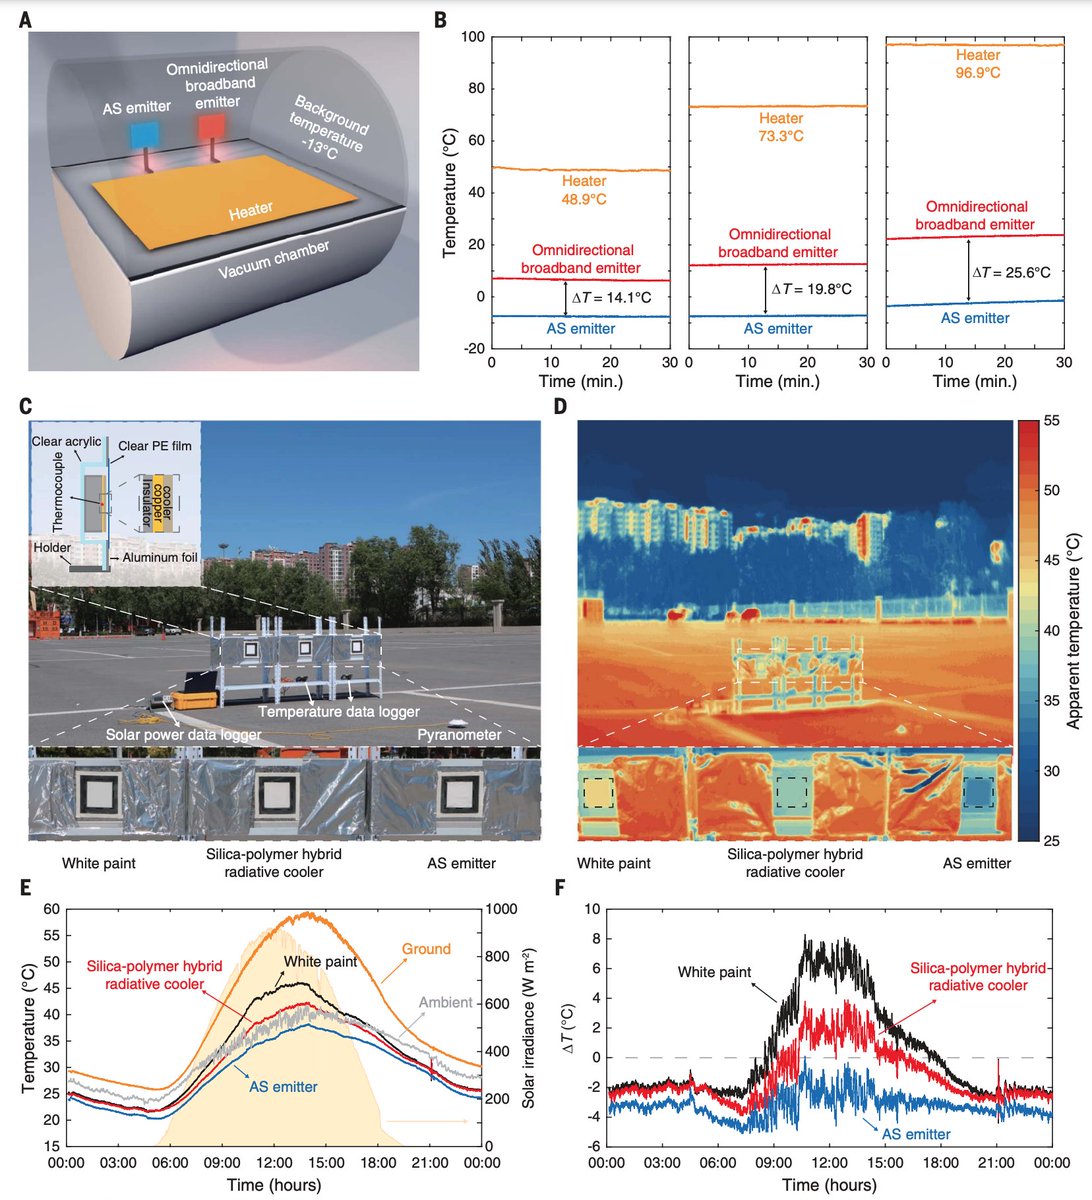 A
Omnidirectional
broadband
emitter
AS emitter
Background
temperature
-13°C
Heater
Vacuum chamber
B
Temperature (°C)
100
80
60
40
20
0
-20
Heater
48.9°C
Omnidirectional
broadband emitter
ΔT = 14.1°C
AS emitter
0
10
20
30
Time (min.)
Heater
73.3°C
Omnidirectional
broadband emitter
ΔT = 19.8°C
AS emitter
0
10
20
30
Time (min.)
Heater
96.9°C
Omnidirectional
broadband emitter
ΔT = 25.6°C
AS emitter
0
10
20
30
Time (min.)
C
Clear acrylic
Clear PE film
Thermocouple
Insulator
copper
cooler
Holder
Aluminum foil
Temperature data logger
Solar power data logger
Pyranometer
White paint
Silica-polymer hybrid
radiative cooler
AS emitter
D
55
50
45
40
35
30
25
Apparent temperature (°C)
White paint
Silica-polymer hybrid
radiative cooler
AS emitter
E
Temperature (°C)
60
55
50
45
40
35
30
25
20
15
1000
800
600
400
200
0
Solar irradiance (W m-2)
Ground
White paint
Silica-polymer hybrid
radiative cooler
Ambient
AS emitter
00:00
03:00
06:00
09:00
12:00
15:00
18:00
21:00
00:00
Time (hours)
F
ΔT (°C)
10
8
6
4
2
0
-2
-4
-6
White paint
Silica-polymer hybrid
radiative cooler
AS emitter
00:00
03:00
06:00
09:00
12:00
15:00
18:00
21:00
00:00
Time (hours)